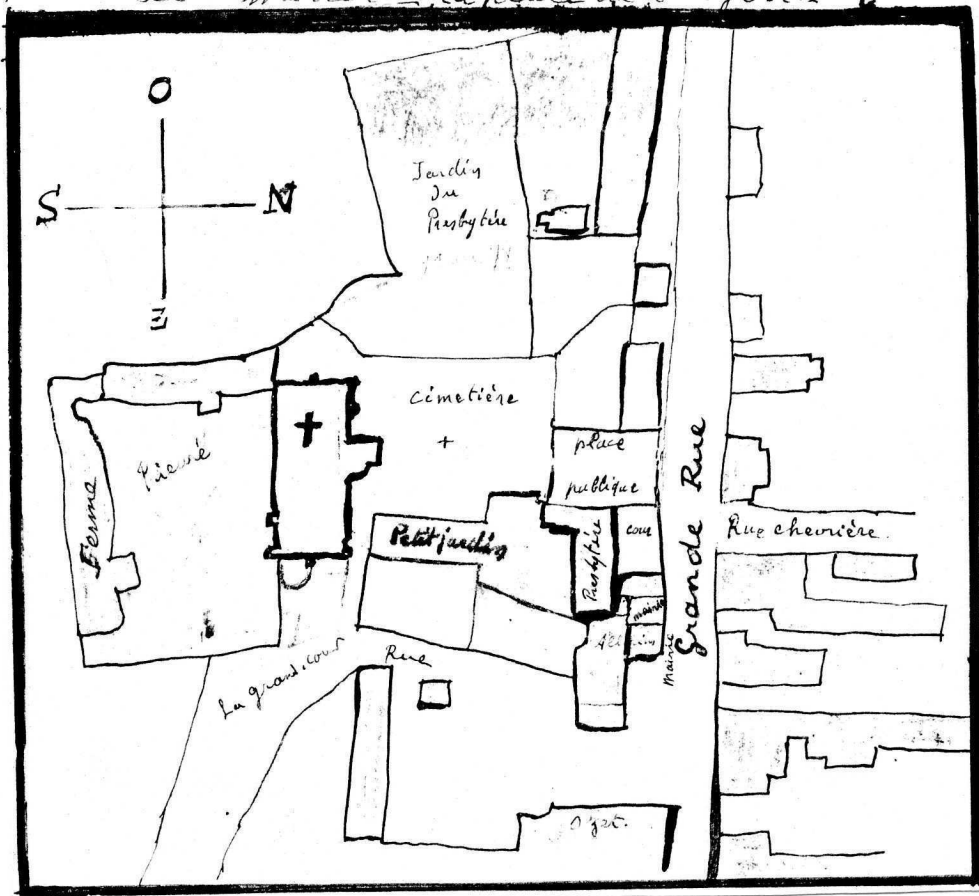 O
S N
E
Jardin
Du
Presbytère
cimetière
place
publique
Grande Rue
Ferme
Petit jardin
Presbytère
cour
Rue chevrière
mairie
mairie
Rue
La grand. cour